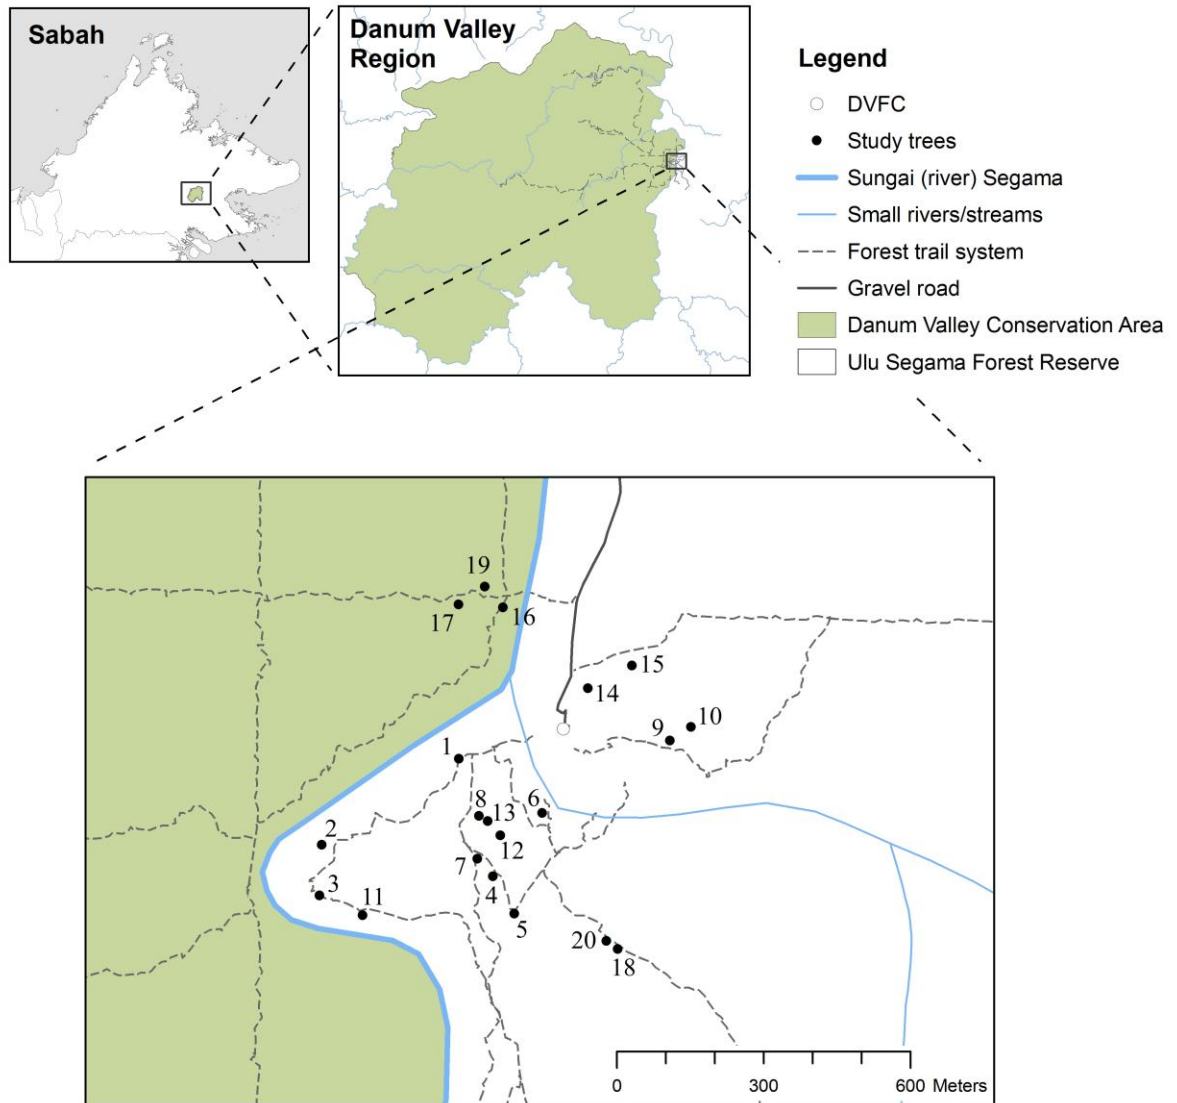 Sabah
Danum Valley
Region
Legend
DVFC
Study trees
Sungai (river) Segama
Small rivers/streams
Forest trail system
Gravel road
Danum Valley Conservation Area
Ulu Segama Forest Reserve
19
17
16
15
14
10
9
1
6
8
13
2
12
7
3
4
11
5
20
18
0 300 600 Meters